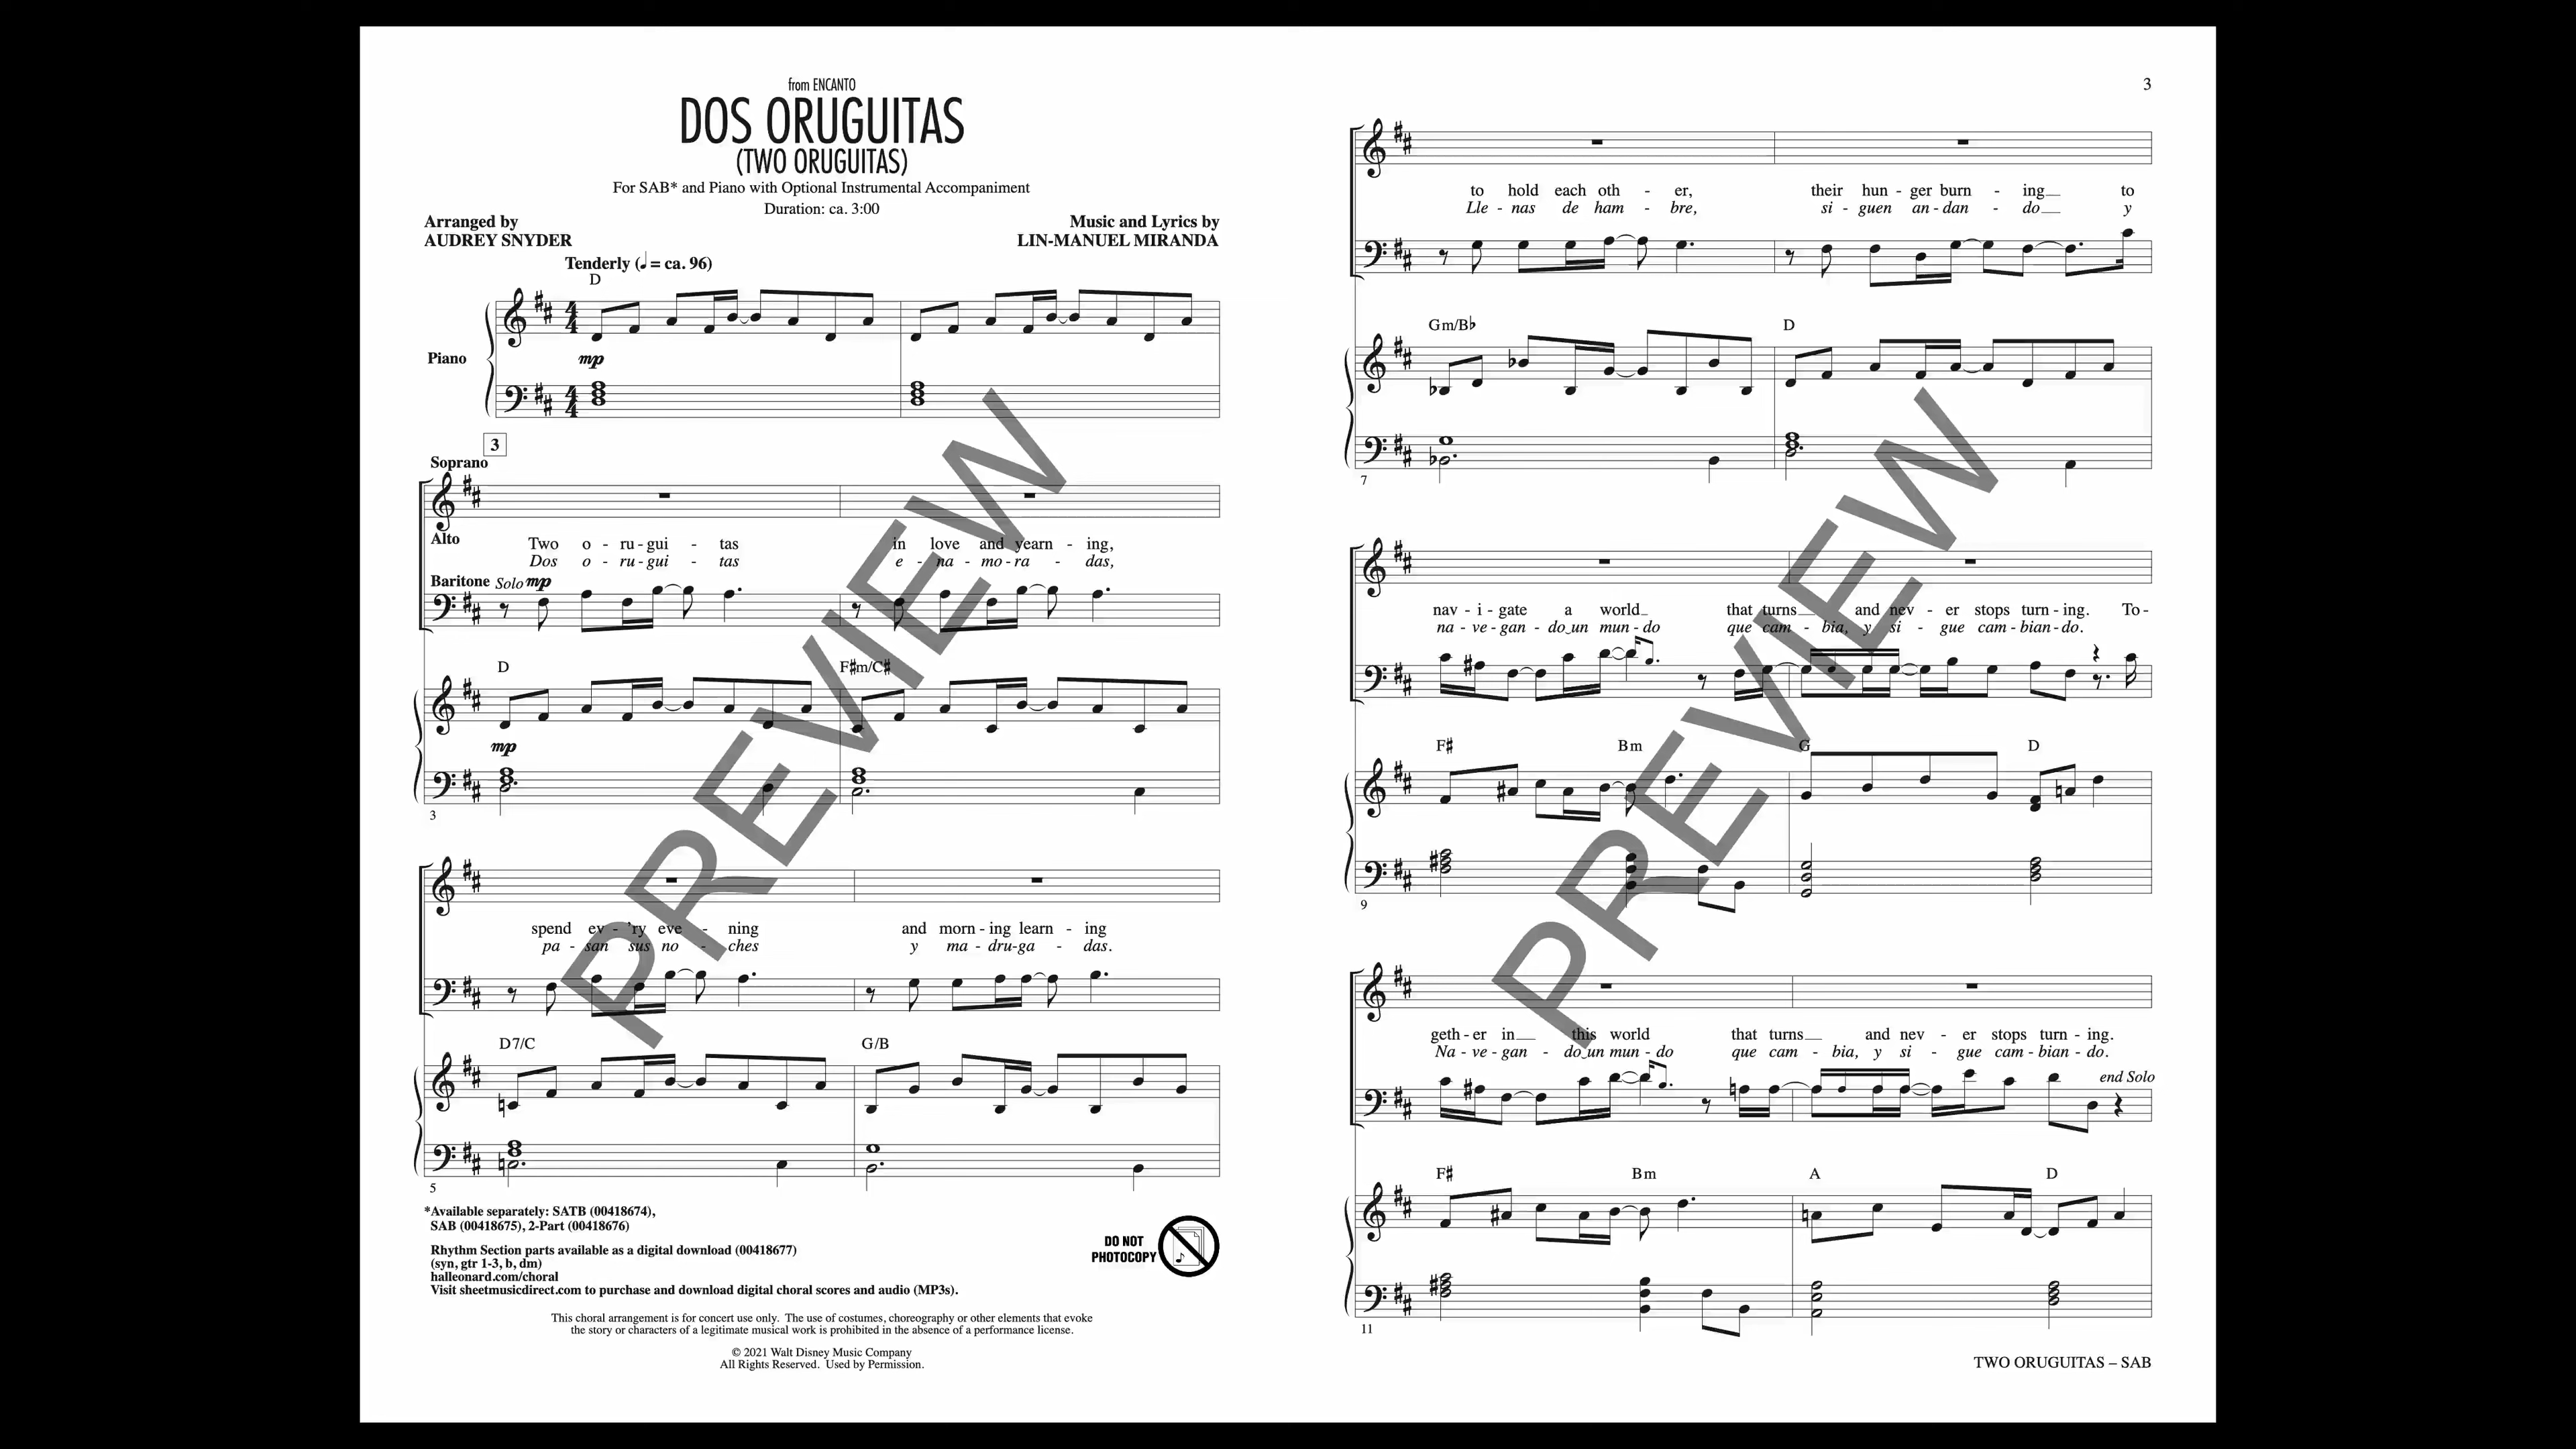 from ENCANTO
DOS ORUGUITAS
(TWO ORUGUITAS)
For SAB* and Piano with Optional Instrumental Accompaniment
Duration: ca. 3:00
Arranged by
AUDREY SNYDER
Music and Lyrics by
LIN-MANUEL MIRANDA
Tenderly (♩ = ca. 96)
D
Piano
mp
3
Soprano
Alto
Two o - ru - gui - tas in love and yearn - ing,
Dos o - ru - gui - tas e - na - mo - ra - das,
Baritone Solo mp
D F♯m/C♯
mp
3
spend ev - 'ry eve - ning and morn - ing learn - ing
pa - san sus no - ches y ma - dru - ga - das.
D7/C G/B
5
*Available separately: SATB (00418674),
SAB (00418675), 2-Part (00418676)
Rhythm Section parts available as a digital download (00418677)
(syn, gtr 1-3, b, dm)
halleonard.com/choral
Visit sheetmusicdirect.com to purchase and download digital choral scores and audio (MP3s).
DO NOT
PHOTOCOPY
This choral arrangement is for concert use only. The use of costumes, choreography or other elements that evoke
the story or characters of a legitimate musical work is prohibited in the absence of a performance license.
© 2021 Walt Disney Music Company
All Rights Reserved. Used by Permission.
PREVIEW
3
to hold each oth - er, their hun - ger burn - ing to
Lle - nas de ham - bre, si - guen an - dan - do y
Gm/B♭ D
7
nav - i - gate a world that turns and nev - er stops turn - ing. To -
na - ve - gan - do un mun - do que cam - bia, y si - gue cam - bian - do.
F♯ Bm G D
9
geth - er in this world that turns and nev - er stops turn - ing.
Na - ve - gan - do un mun - do que cam - bia, y si - gue cam - bian - do.
end Solo
F♯ Bm A D
11
TWO ORUGUITAS – SAB
PREVIEW